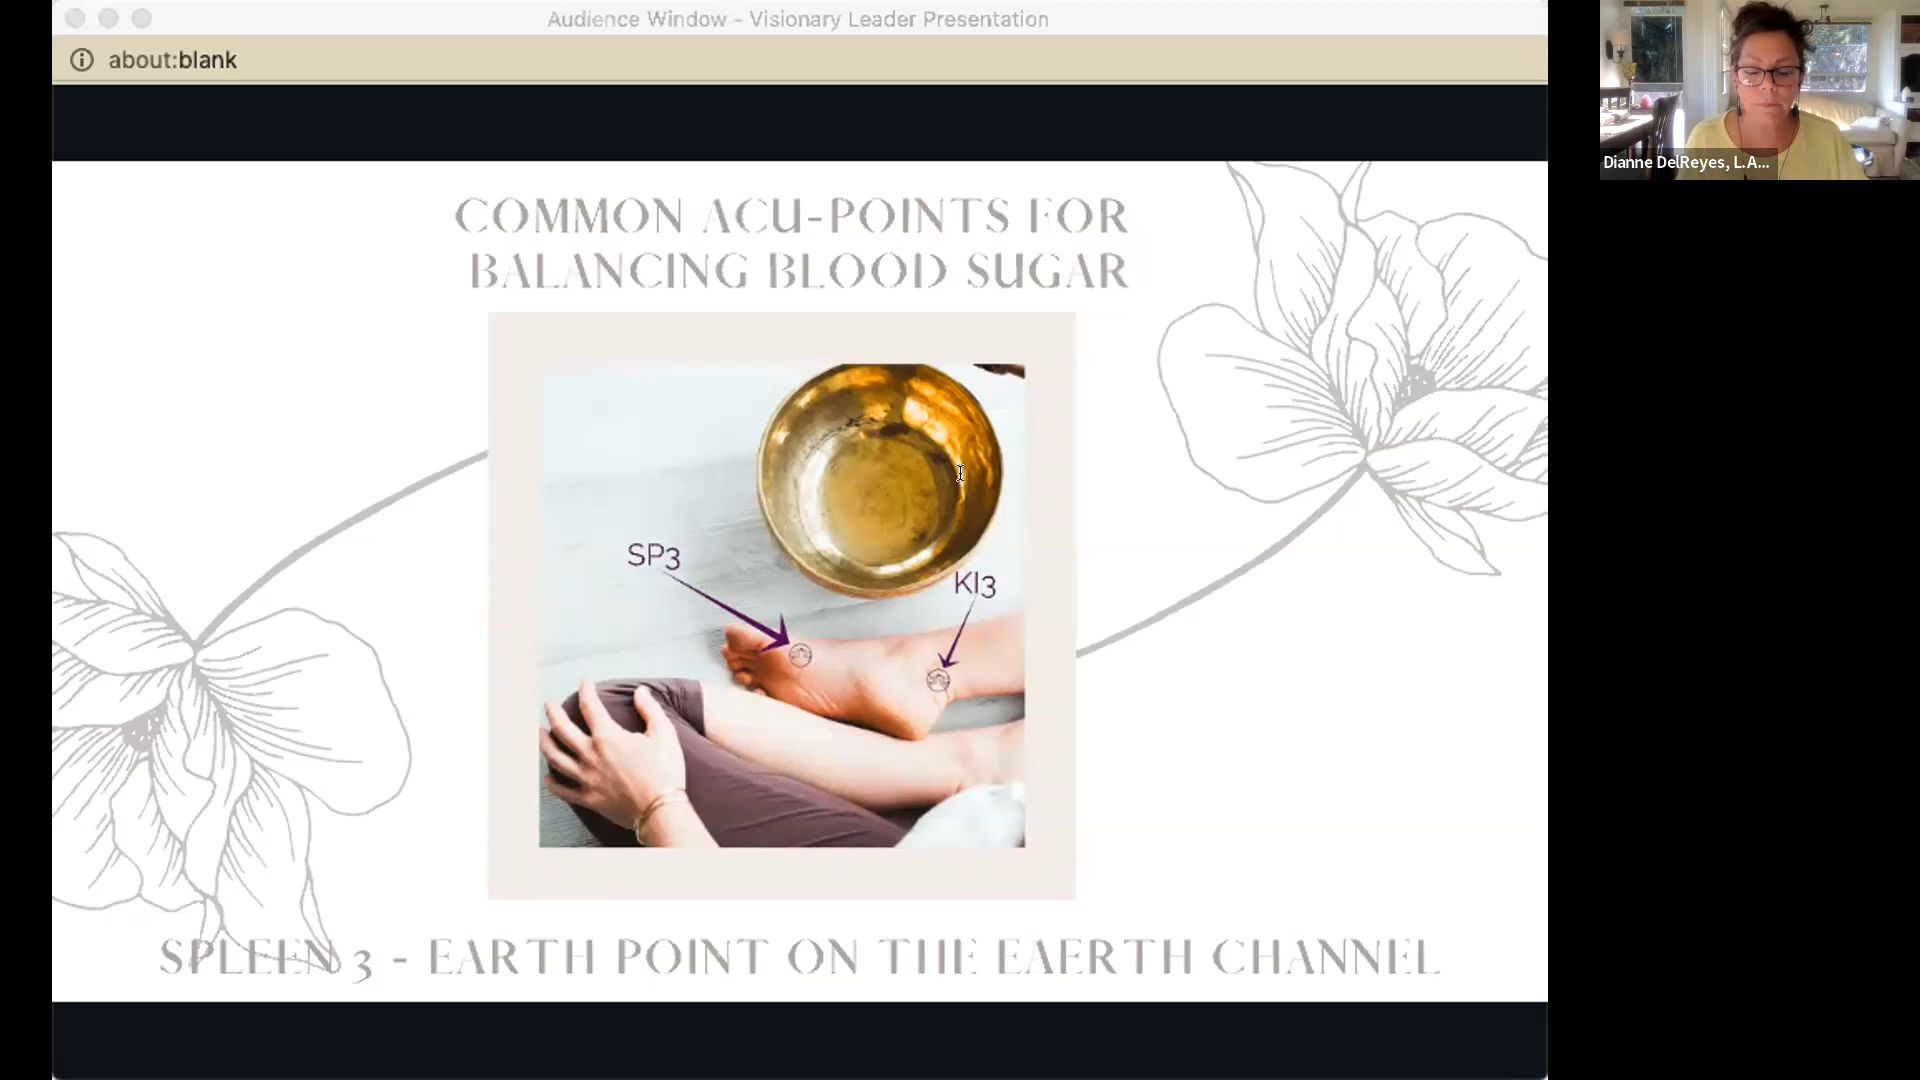 Audience Window - Visionary Leader Presentation
about:blank
Dianne DelReyes, L.A...
COMMON ACU-POINTS FOR
BALANCING BLOOD SUGAR
SP3
KI3
SPLEEN 3 - EARTH POINT ON THE EAERTH CHANNEL